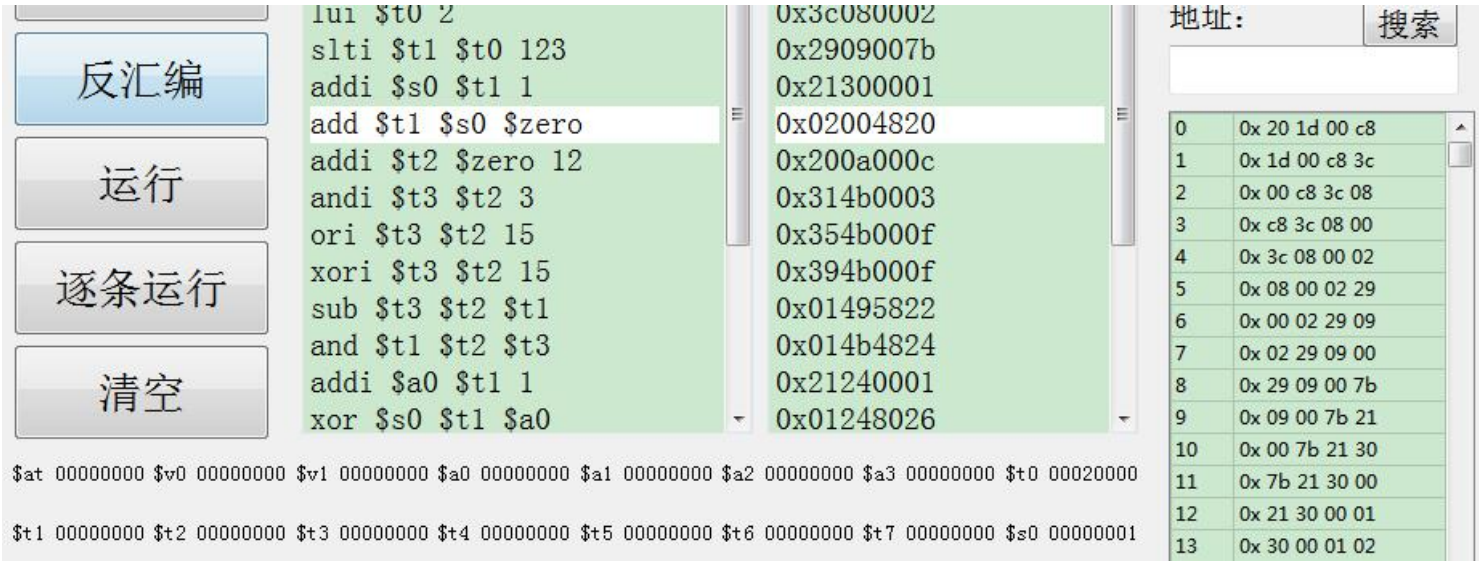 反汇编
运行
逐条运行
清空
lui $t0 2
slti $t1 $t0 123
addi $s0 $t1 1
add $t1 $s0 $zero
addi $t2 $zero 12
andi $t3 $t2 3
ori $t3 $t2 15
xori $t3 $t2 15
sub $t3 $t2 $t1
and $t1 $t2 $t3
addi $a0 $t1 1
xor $s0 $t1 $a0
0x3c080002
0x2909007b
0x21300001
0x02004820
0x200a000c
0x314b0003
0x354b000f
0x394b000f
0x01495822
0x014b4824
0x21240001
0x01248026
地址: 搜索
0 0x 20 1d 00 c8
1 0x 1d 00 c8 3c
2 0x 00 c8 3c 08
3 0x c8 3c 08 00
4 0x 3c 08 00 02
5 0x 08 00 02 29
6 0x 00 02 29 09
7 0x 02 29 09 00
8 0x 29 09 00 7b
9 0x 09 00 7b 21
10 0x 00 7b 21 30
11 0x 7b 21 30 00
12 0x 21 30 00 01
13 0x 30 00 01 02
$at 00000000 $v0 00000000 $v1 00000000 $a0 00000000 $a1 00000000 $a2 00000000 $a3 00000000 $t0 00020000
$t1 00000000 $t2 00000000 $t3 00000000 $t4 00000000 $t5 00000000 $t6 00000000 $t7 00000000 $s0 00000001